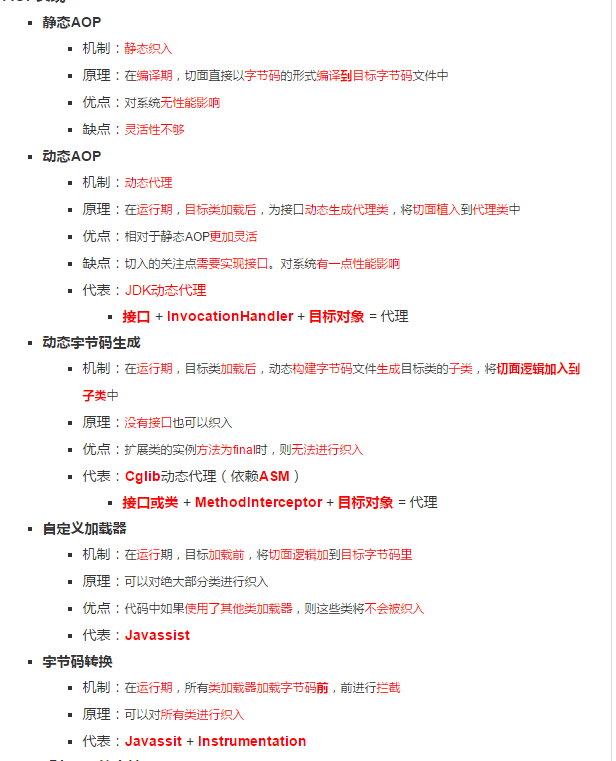 静态AOP
机制：静态织入
原理：在编译期，切面直接以字节码的形式编译到目标字节码文件中
优点：对系统无性能影响
缺点：灵活性不够
动态AOP
机制：动态代理
原理：在运行期，目标类加载后，为接口动态生成代理类，将切面植入到代理类中
优点：相对于静态AOP更加灵活
缺点：切入的关注点需要实现接口。对系统有一点性能影响
代表：JDK动态代理
接口 + InvocationHandler + 目标对象 = 代理
动态字节码生成
机制：在运行期，目标类加载后，动态构建字节码文件生成目标类的子类，将切面逻辑加入到
子类中
原理：没有接口也可以织入
优点：扩展类的实例方法为final时，则无法进行织入
代表：Cglib动态代理（依赖ASM）
接口或类 + MethodInterceptor + 目标对象 = 代理
自定义加载器
机制：在运行期，目标加载前，将切面逻辑加到目标字节码里
原理：可以对绝大部分类进行织入
优点：代码中如果使用了其他类加载器，则这些类将不会被织入
代表：Javassist
字节码转换
机制：在运行期，所有类加载器加载字节码前，前进行拦截
原理：可以对所有类进行织入
代表：Javassit + Instrumentation